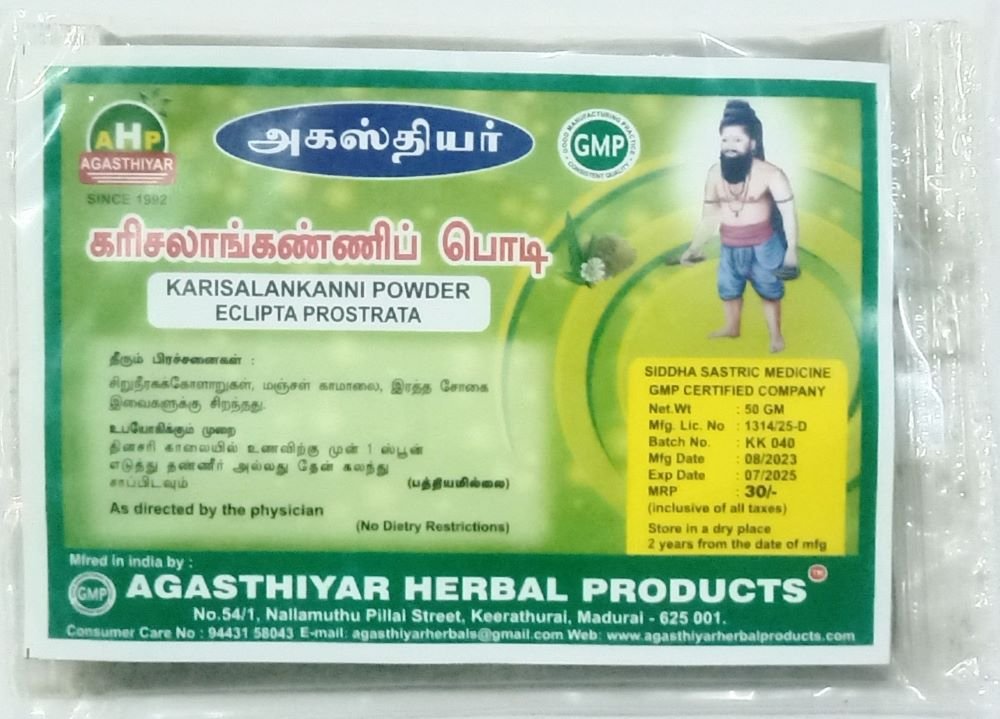 AHP
AGASTHIYAR
SINCE 1992
அகஸ்தியர்
GOOD MANUFACTURING PRACTICE
GMP
CONSISTENT QUALITY
கரிசலாங்கண்ணிப் பொடி
KARISALANKANNI POWDER
ECLIPTA PROSTRATA
தீரும் பிரச்சனைகள் :
சிறுநீரகக்கோளாறுகள், மஞ்சள் காமாலை, இரத்த சோகை
இவைகளுக்கு சிறந்தது.
உபயோகிக்கும் முறை
தினசரி காலையில் உணவிற்கு முன் 1 ஸ்பூன்
எடுத்து தண்ணீர் அல்லது தேன் கலந்து
சாப்பிடவும் (பத்தியமில்லை)
As directed by the physician
(No Dietry Restrictions)
SIDDHA SASTRIC MEDICINE
GMP CERTIFIED COMPANY
Net.Wt : 50 GM
Mfg. Lic. No : 1314/25-D
Batch No. : KK 040
Mfg Date : 08/2023
Exp Date : 07/2025
MRP : 30/-
(inclusive of all taxes)
Store in a dry place
2 years from the date of mfg
Mfred in india by :
GMP
AGASTHIYAR HERBAL PRODUCTS
No.54/1, Nallamuthu Pillai Street, Keerathurai, Madurai - 625 001.
Consumer Care No : 94431 58043 E-mail: agasthiyarherbals@gmail.com Web: www.agasthiyarherbalproducts.com